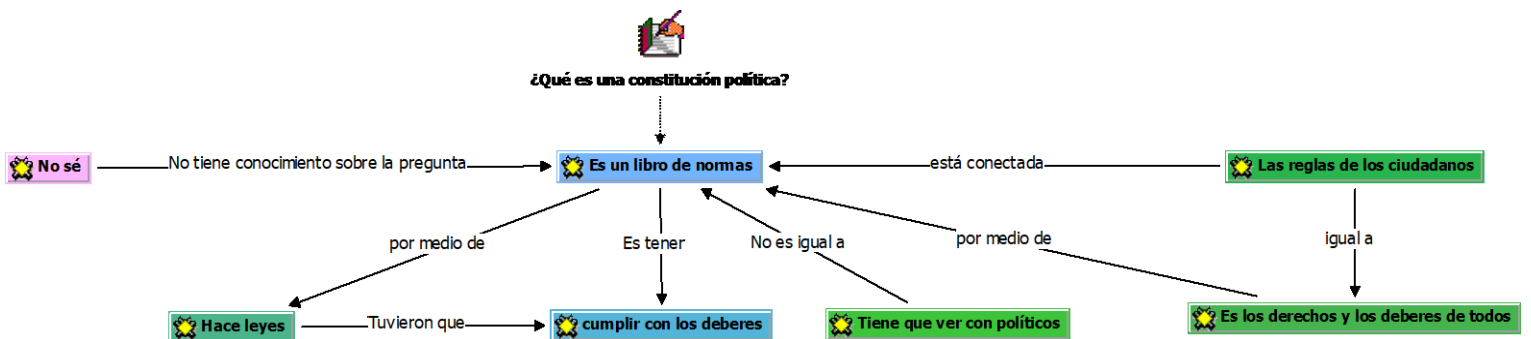 ¿Qué es una constitución política?
No sé
No tiene conocimiento sobre la pregunta
Es un libro de normas
está conectada
Las reglas de los ciudadanos
por medio de
Es tener
No es igual a
por medio de
igual a
Hace leyes
Tuvieron que
cumplir con los deberes
Tiene que ver con políticos
Es los derechos y los deberes de todos